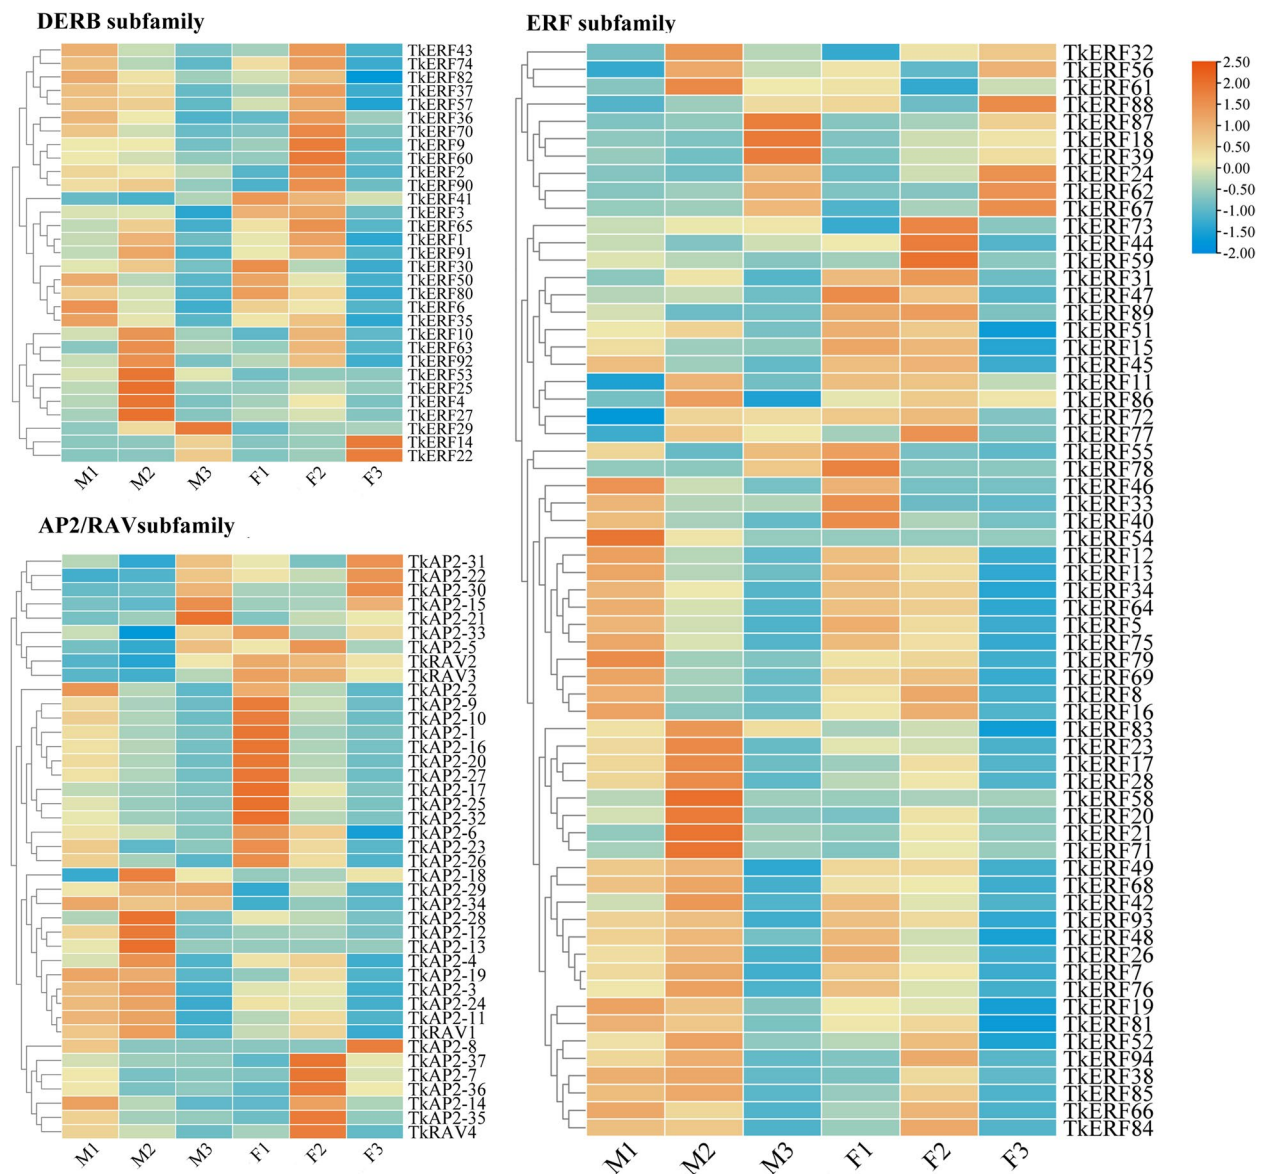 DERB subfamily
TkERF43
TkERF74
TkERF82
TkERF37
TkERF57
TkERF36
TkERF70
TkERF9
TkERF60
TkERF2
TkERF90
TkERF41
TkERF3
TkERF65
TkERF1
TkERF91
TkERF30
TkERF50
TkERF80
TkERF6
TkERF35
TkERF10
TkERF63
TkERF92
TkERF53
TkERF25
TkERF4
TkERF27
TkERF29
TkERF14
TkERF22
M1 M2 M3 F1 F2 F3
AP2/RAVsubfamily
TkAP2-31
TkAP2-22
TkAP2-30
TkAP2-15
TkAP2-21
TkAP2-33
TkAP2-5
TkRAV2
TkRAV3
TkAP2-2
TkAP2-9
TkAP2-10
TkAP2-1
TkAP2-16
TkAP2-20
TkAP2-27
TkAP2-17
TkAP2-25
TkAP2-32
TkAP2-6
TkAP2-23
TkAP2-26
TkAP2-18
TkAP2-29
TkAP2-34
TkAP2-28
TkAP2-12
TkAP2-13
TkAP2-4
TkAP2-19
TkAP2-3
TkAP2-24
TkAP2-11
TkRAV1
TkAP2-8
TkAP2-37
TkAP2-7
TkAP2-36
TkAP2-14
TkAP2-35
TkRAV4
M1 M2 M3 F1 F2 F3
ERF subfamily
TkERF32
TkERF56
TkERF61
TkERF88
TkERF87
TkERF18
TkERF39
TkERF24
TkERF62
TkERF67
TkERF73
TkERF44
TkERF59
TkERF31
TkERF47
TkERF89
TkERF51
TkERF15
TkERF45
TkERF11
TkERF86
TkERF72
TkERF77
TkERF55
TkERF78
TkERF46
TkERF33
TkERF40
TkERF54
TkERF12
TkERF13
TkERF34
TkERF64
TkERF5
TkERF75
TkERF79
TkERF69
TkERF8
TkERF16
TkERF83
TkERF23
TkERF17
TkERF28
TkERF58
TkERF20
TkERF21
TkERF71
TkERF49
TkERF68
TkERF42
TkERF93
TkERF48
TkERF26
TkERF7
TkERF76
TkERF19
TkERF81
TkERF52
TkERF94
TkERF38
TkERF85
TkERF66
TkERF84
M1 M2 M3 F1 F2 F3
2.50
2.00
1.50
1.00
0.50
0.00
-0.50
-1.00
-1.50
-2.00